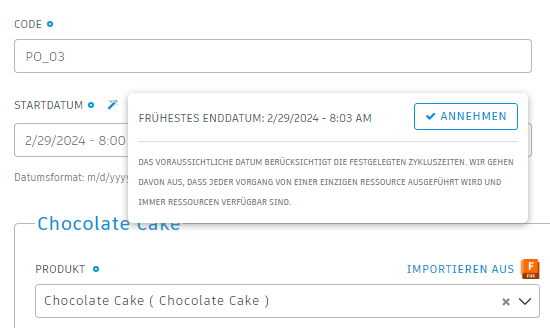 CODE
PO_03
STARTDATUM
2/29/2024 - 8:00
Datumsformat: m/d/yyyy
FRÜHESTES ENDDATUM: 2/29/2024 - 8:03 AM
ANNEHMEN
DAS VORAUSSICHTLICHE DATUM BERÜCKSICHTIGT DIE FESTGELEGTEN ZYKLUSZEITEN. WIR GEHEN
DAVON AUS, DASS JEDER VORGANG VON EINER EINZIGEN RESSOURCE AUSGEFÜHRT WIRD UND
IMMER RESSOURCEN VERFÜGBAR SIND.
Chocolate Cake
PRODUKT
IMPORTIEREN AUS
Chocolate Cake ( Chocolate Cake )